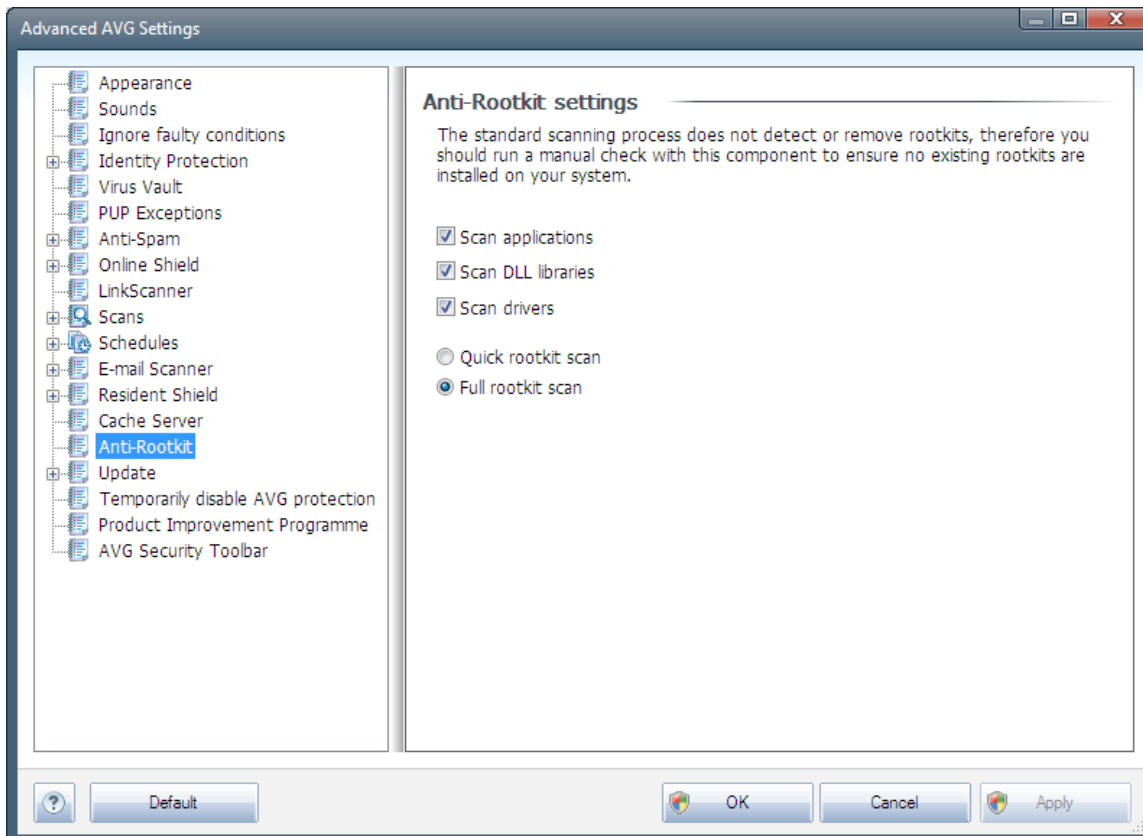 Advanced AVG Settings
Appearance
Sounds
Ignore faulty conditions
Identity Protection
Virus Vault
PUP Exceptions
Anti-Spam
Online Shield
LinkScanner
Scans
Schedules
E-mail Scanner
Resident Shield
Cache Server
Anti-Rootkit
Update
Temporarily disable AVG protection
Product Improvement Programme
AVG Security Toolbar
Anti-Rootkit settings
The standard scanning process does not detect or remove rootkits, therefore you
should run a manual check with this component to ensure no existing rootkits are
installed on your system.
Scan applications
Scan DLL libraries
Scan drivers
Quick rootkit scan
Full rootkit scan
?
Default
OK
Cancel
Apply